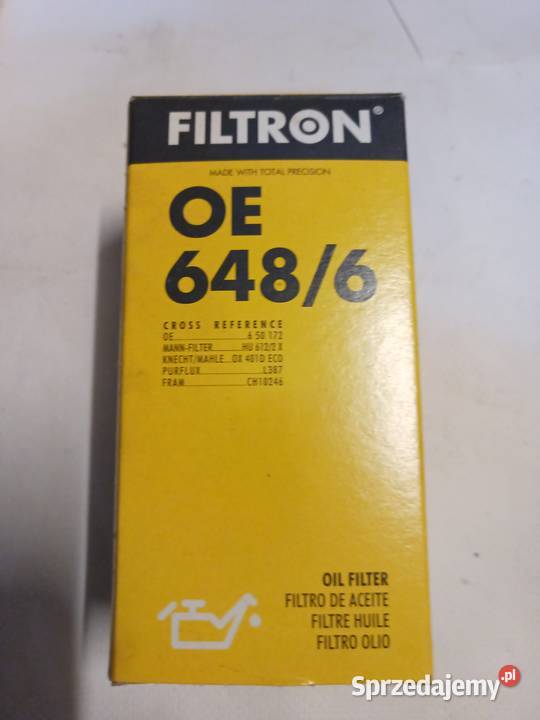 FILTRON®
MADE WITH TOTAL PRECISION
OE
648/6
CROSS REFERENCE
OE..................6 50 172
MANN-FILTER..........HU 612/2 X
KNECHT/MAHLE...OX 401D ECO
PURFLUX....................L387
FRAM..................CH10246
OIL FILTER
FILTRO DE ACEITE
FILTRE HUILE
FILTRO OLIO
Sprzedajemy.pl